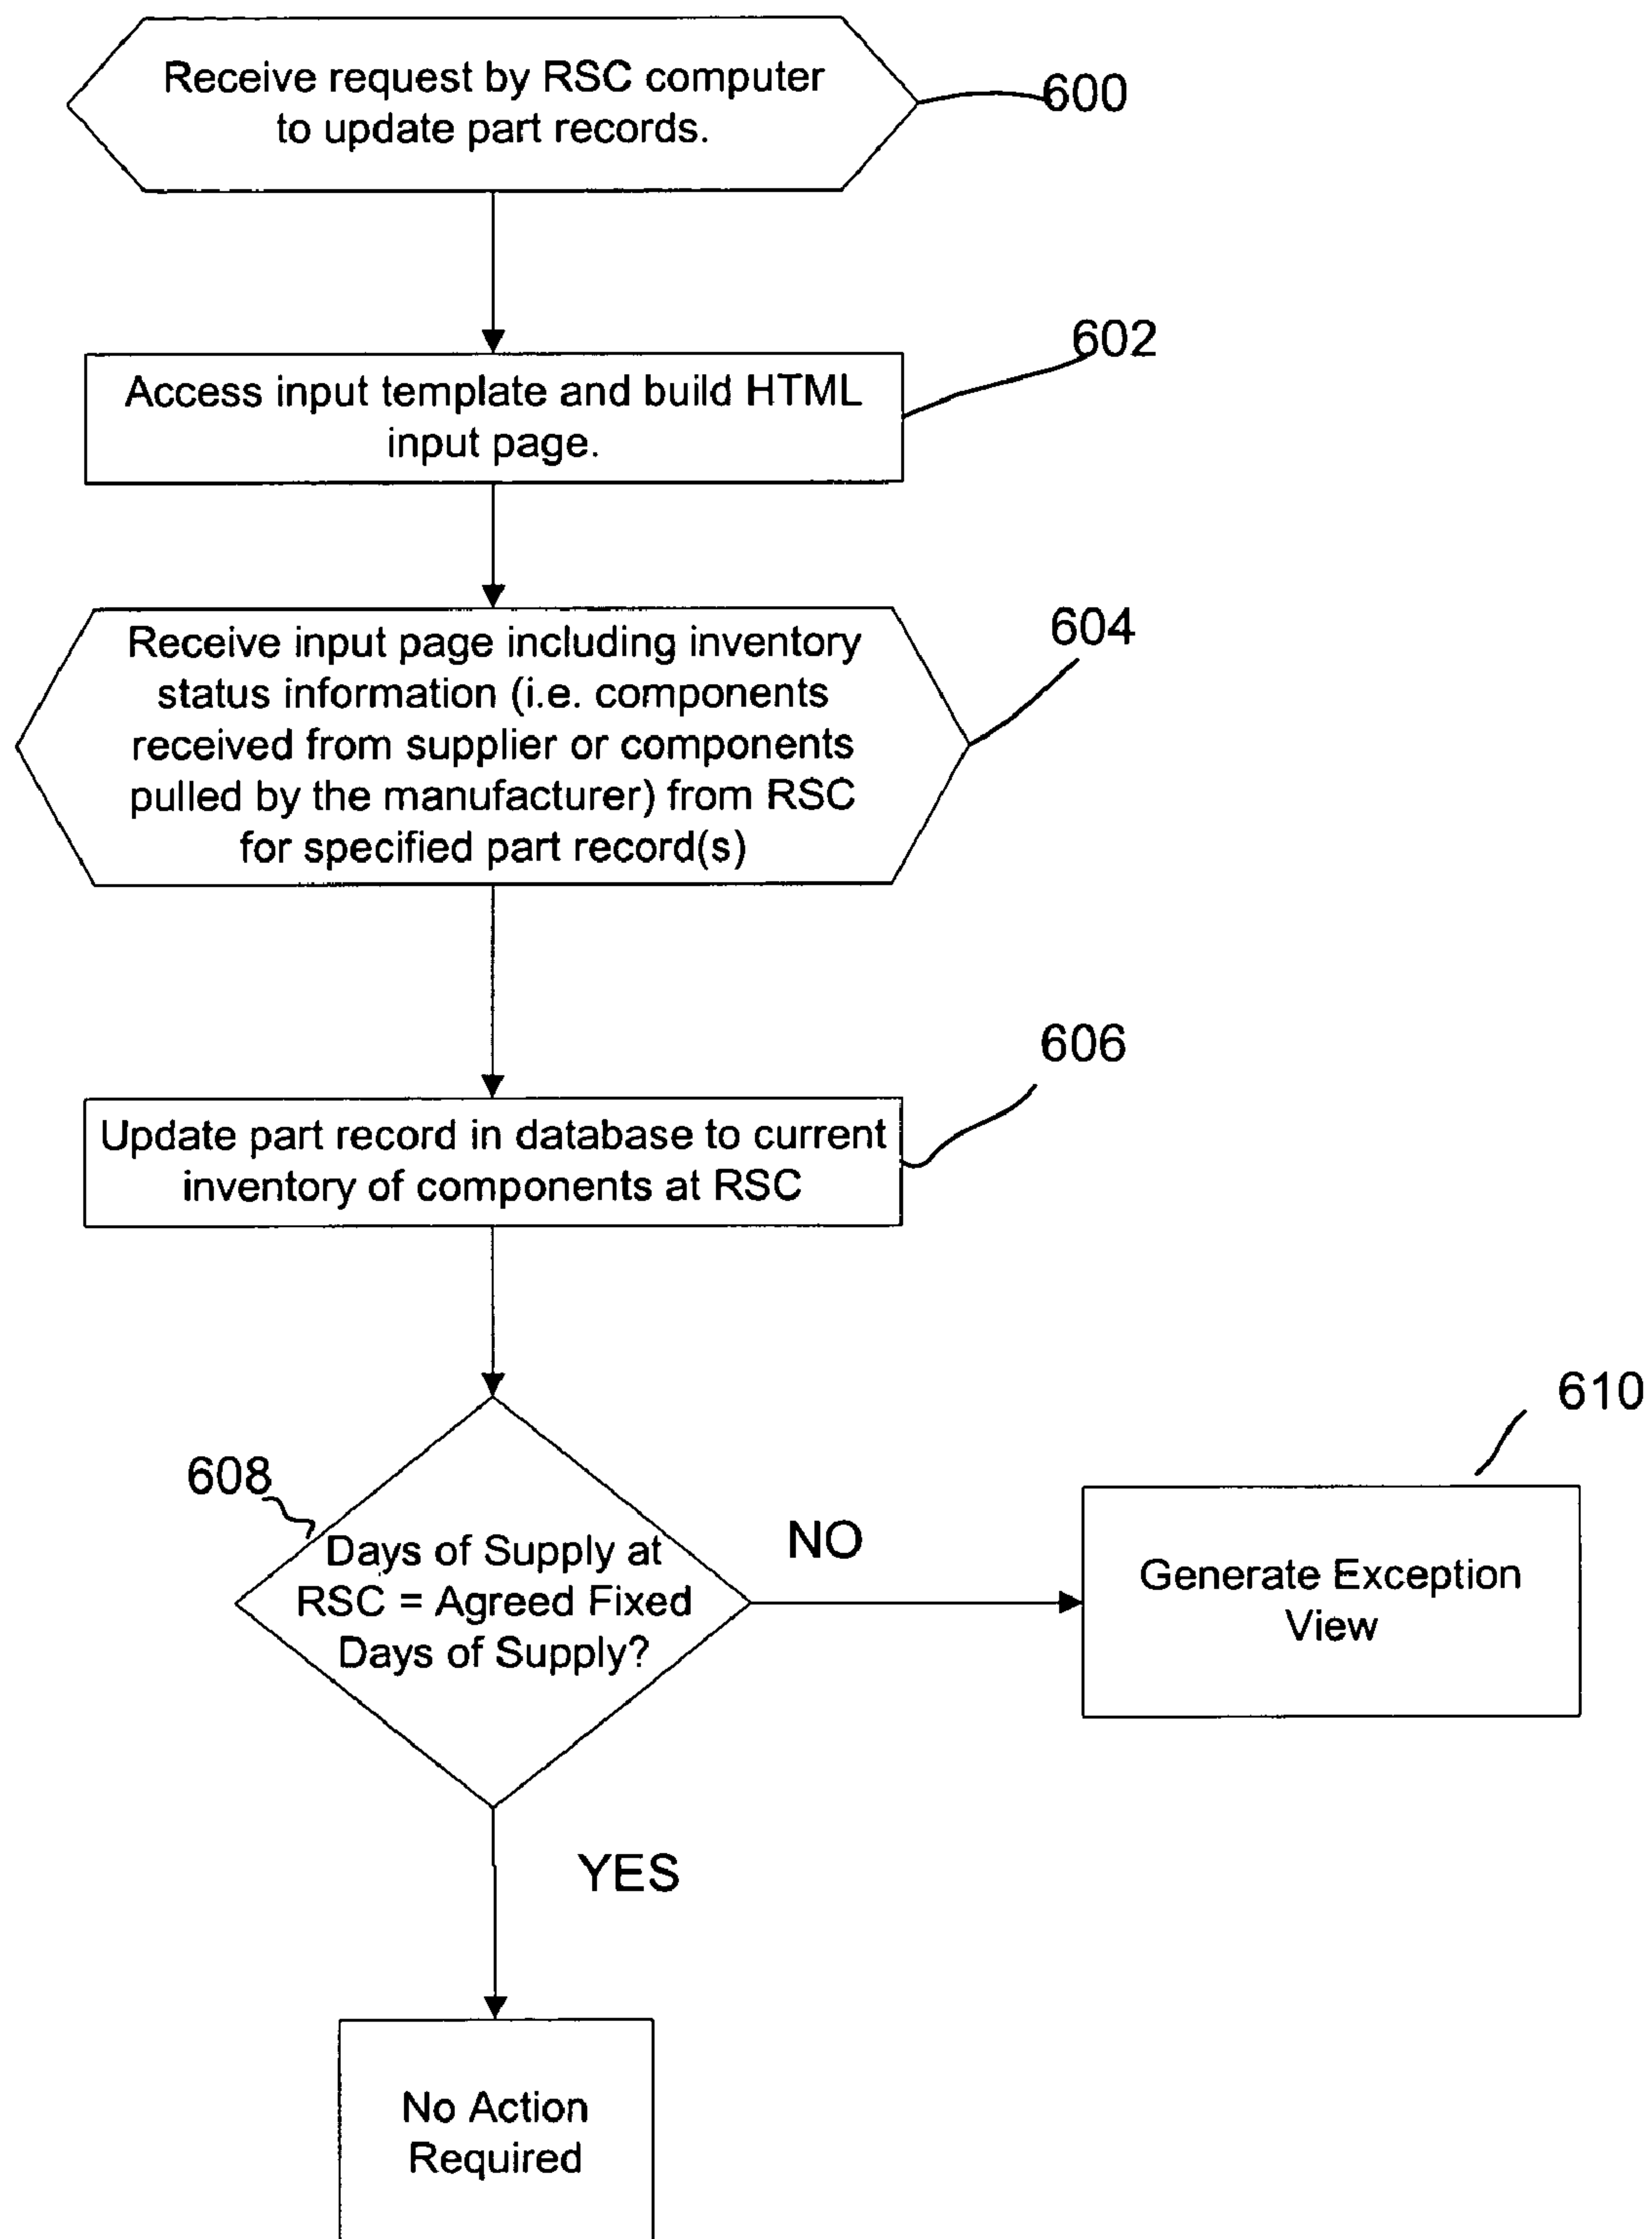 Receive request by RSC computer
to update part records.
600
602
Access input template and build HTML
input page.
604
Receive input page including inventory
status information (i.e. components
received from supplier or components
pulled by the manufacturer) from RSC
for specified part record(s)
606
Update part record in database to current
inventory of components at RSC
608
Days of Supply at
RSC = Agreed Fixed
Days of Supply?
NO
610
Generate Exception
View
YES
No Action
Required